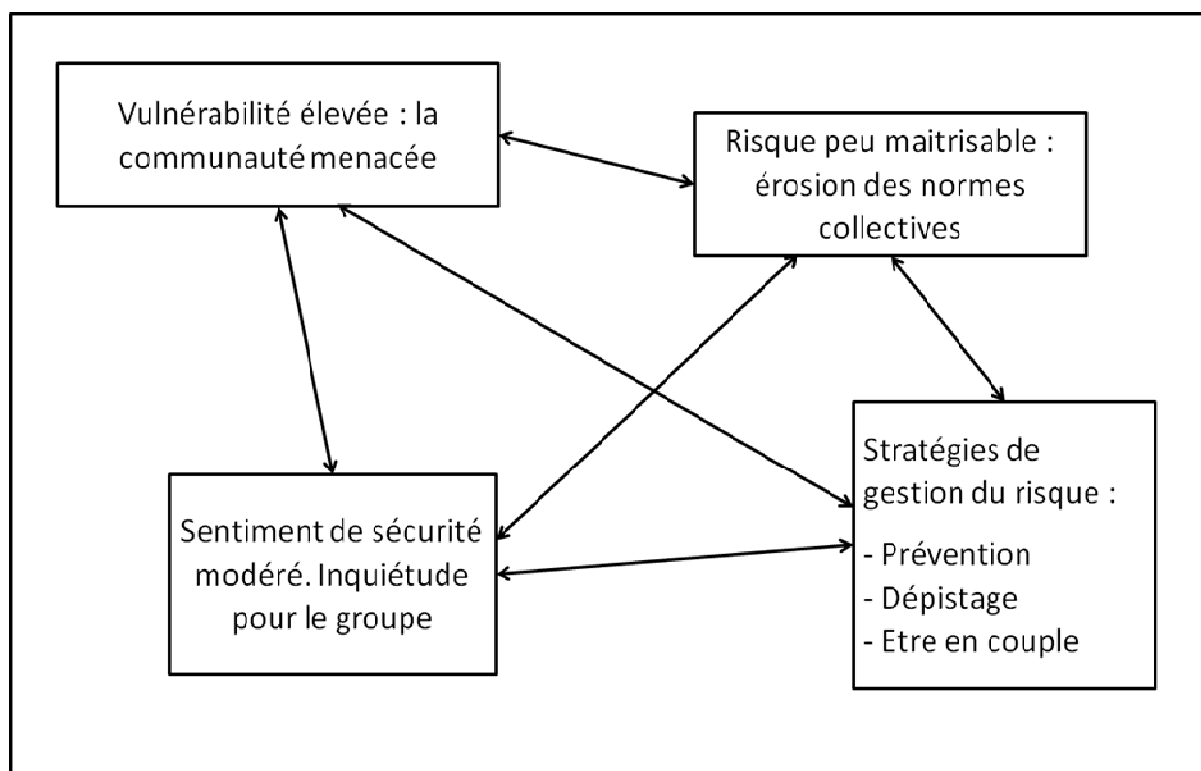 Vulnérabilité élevée : la
communauté menacée
Risque peu maitrisable :
érosion des normes
collectives
Sentiment de sécurité
modéré. Inquiétude
pour le groupe
Stratégies de
gestion du risque :
- Prévention
- Dépistage
- Etre en couple